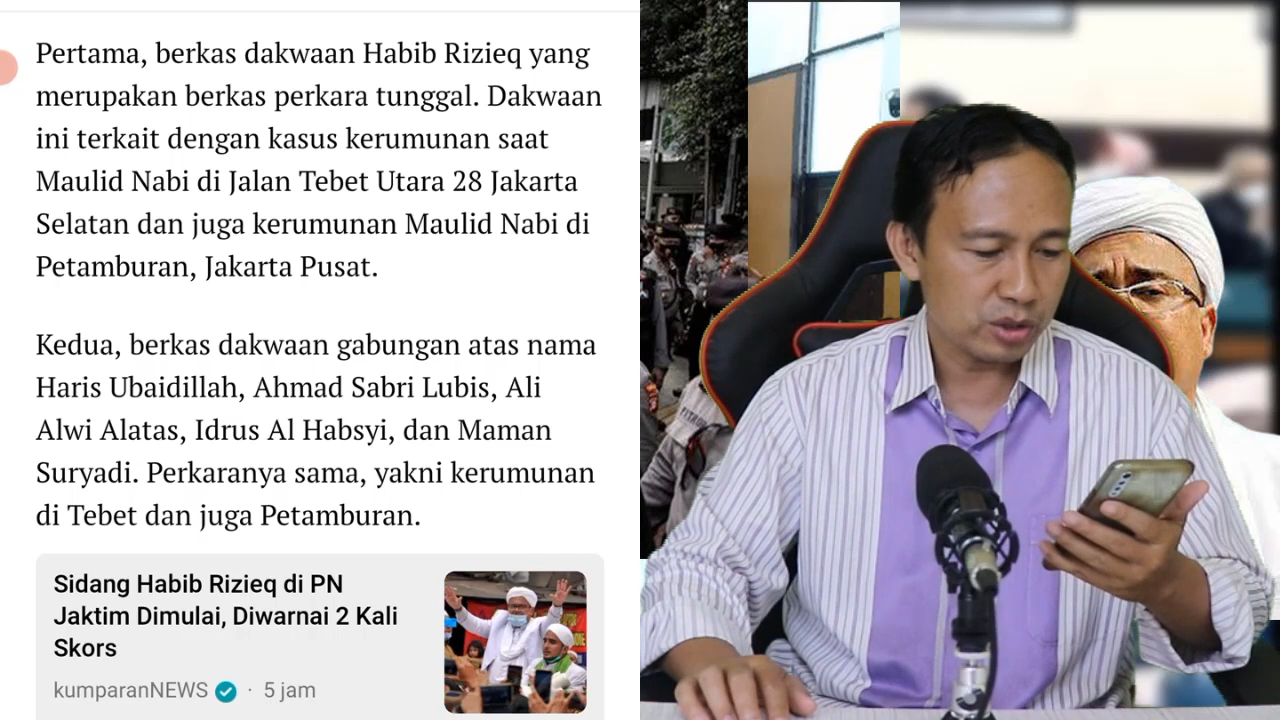 Pertama, berkas dakwaan Habib Rizieq yang
merupakan berkas perkara tunggal. Dakwaan
ini terkait dengan kasus kerumunan saat
Maulid Nabi di Jalan Tebet Utara 28 Jakarta
Selatan dan juga kerumunan Maulid Nabi di
Petamburan, Jakarta Pusat.
Kedua, berkas dakwaan gabungan atas nama
Haris Ubaidillah, Ahmad Sabri Lubis, Ali
Alwi Alatas, Idrus Al Habsyi, dan Maman
Suryadi. Perkaranya sama, yakni kerumunan
di Tebet dan juga Petamburan.
Sidang Habib Rizieq di PN
Jaktim Dimulai, Diwarnai 2 Kali
Skors
kumparanNEWS · 5 jam